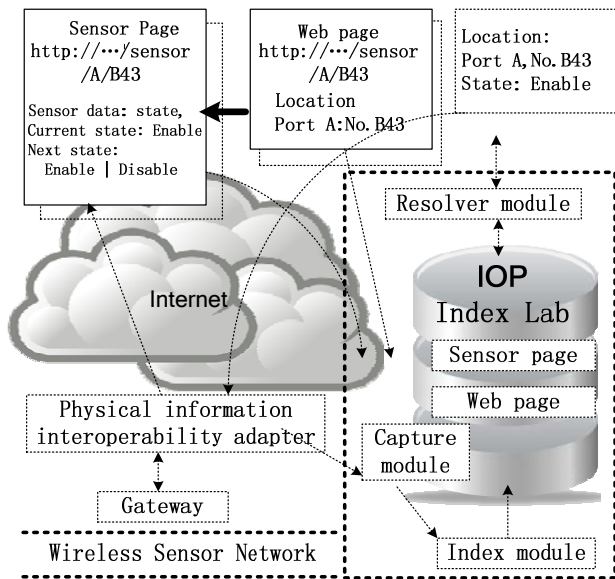 Sensor Page
http://…/sensor
/A/B43
Sensor data: state,
Current state: Enable
Next state:
Enable | Disable
Web page
http://…/sensor
/A/B43
Location
Port A:No.B43
Location:
Port A,No.B43
State: Enable
Resolver module
Internet
IOP
Index Lab
Sensor page
Web page
Physical information
interoperability adapter
Capture
module
Gateway
Index module
Wireless Sensor Network